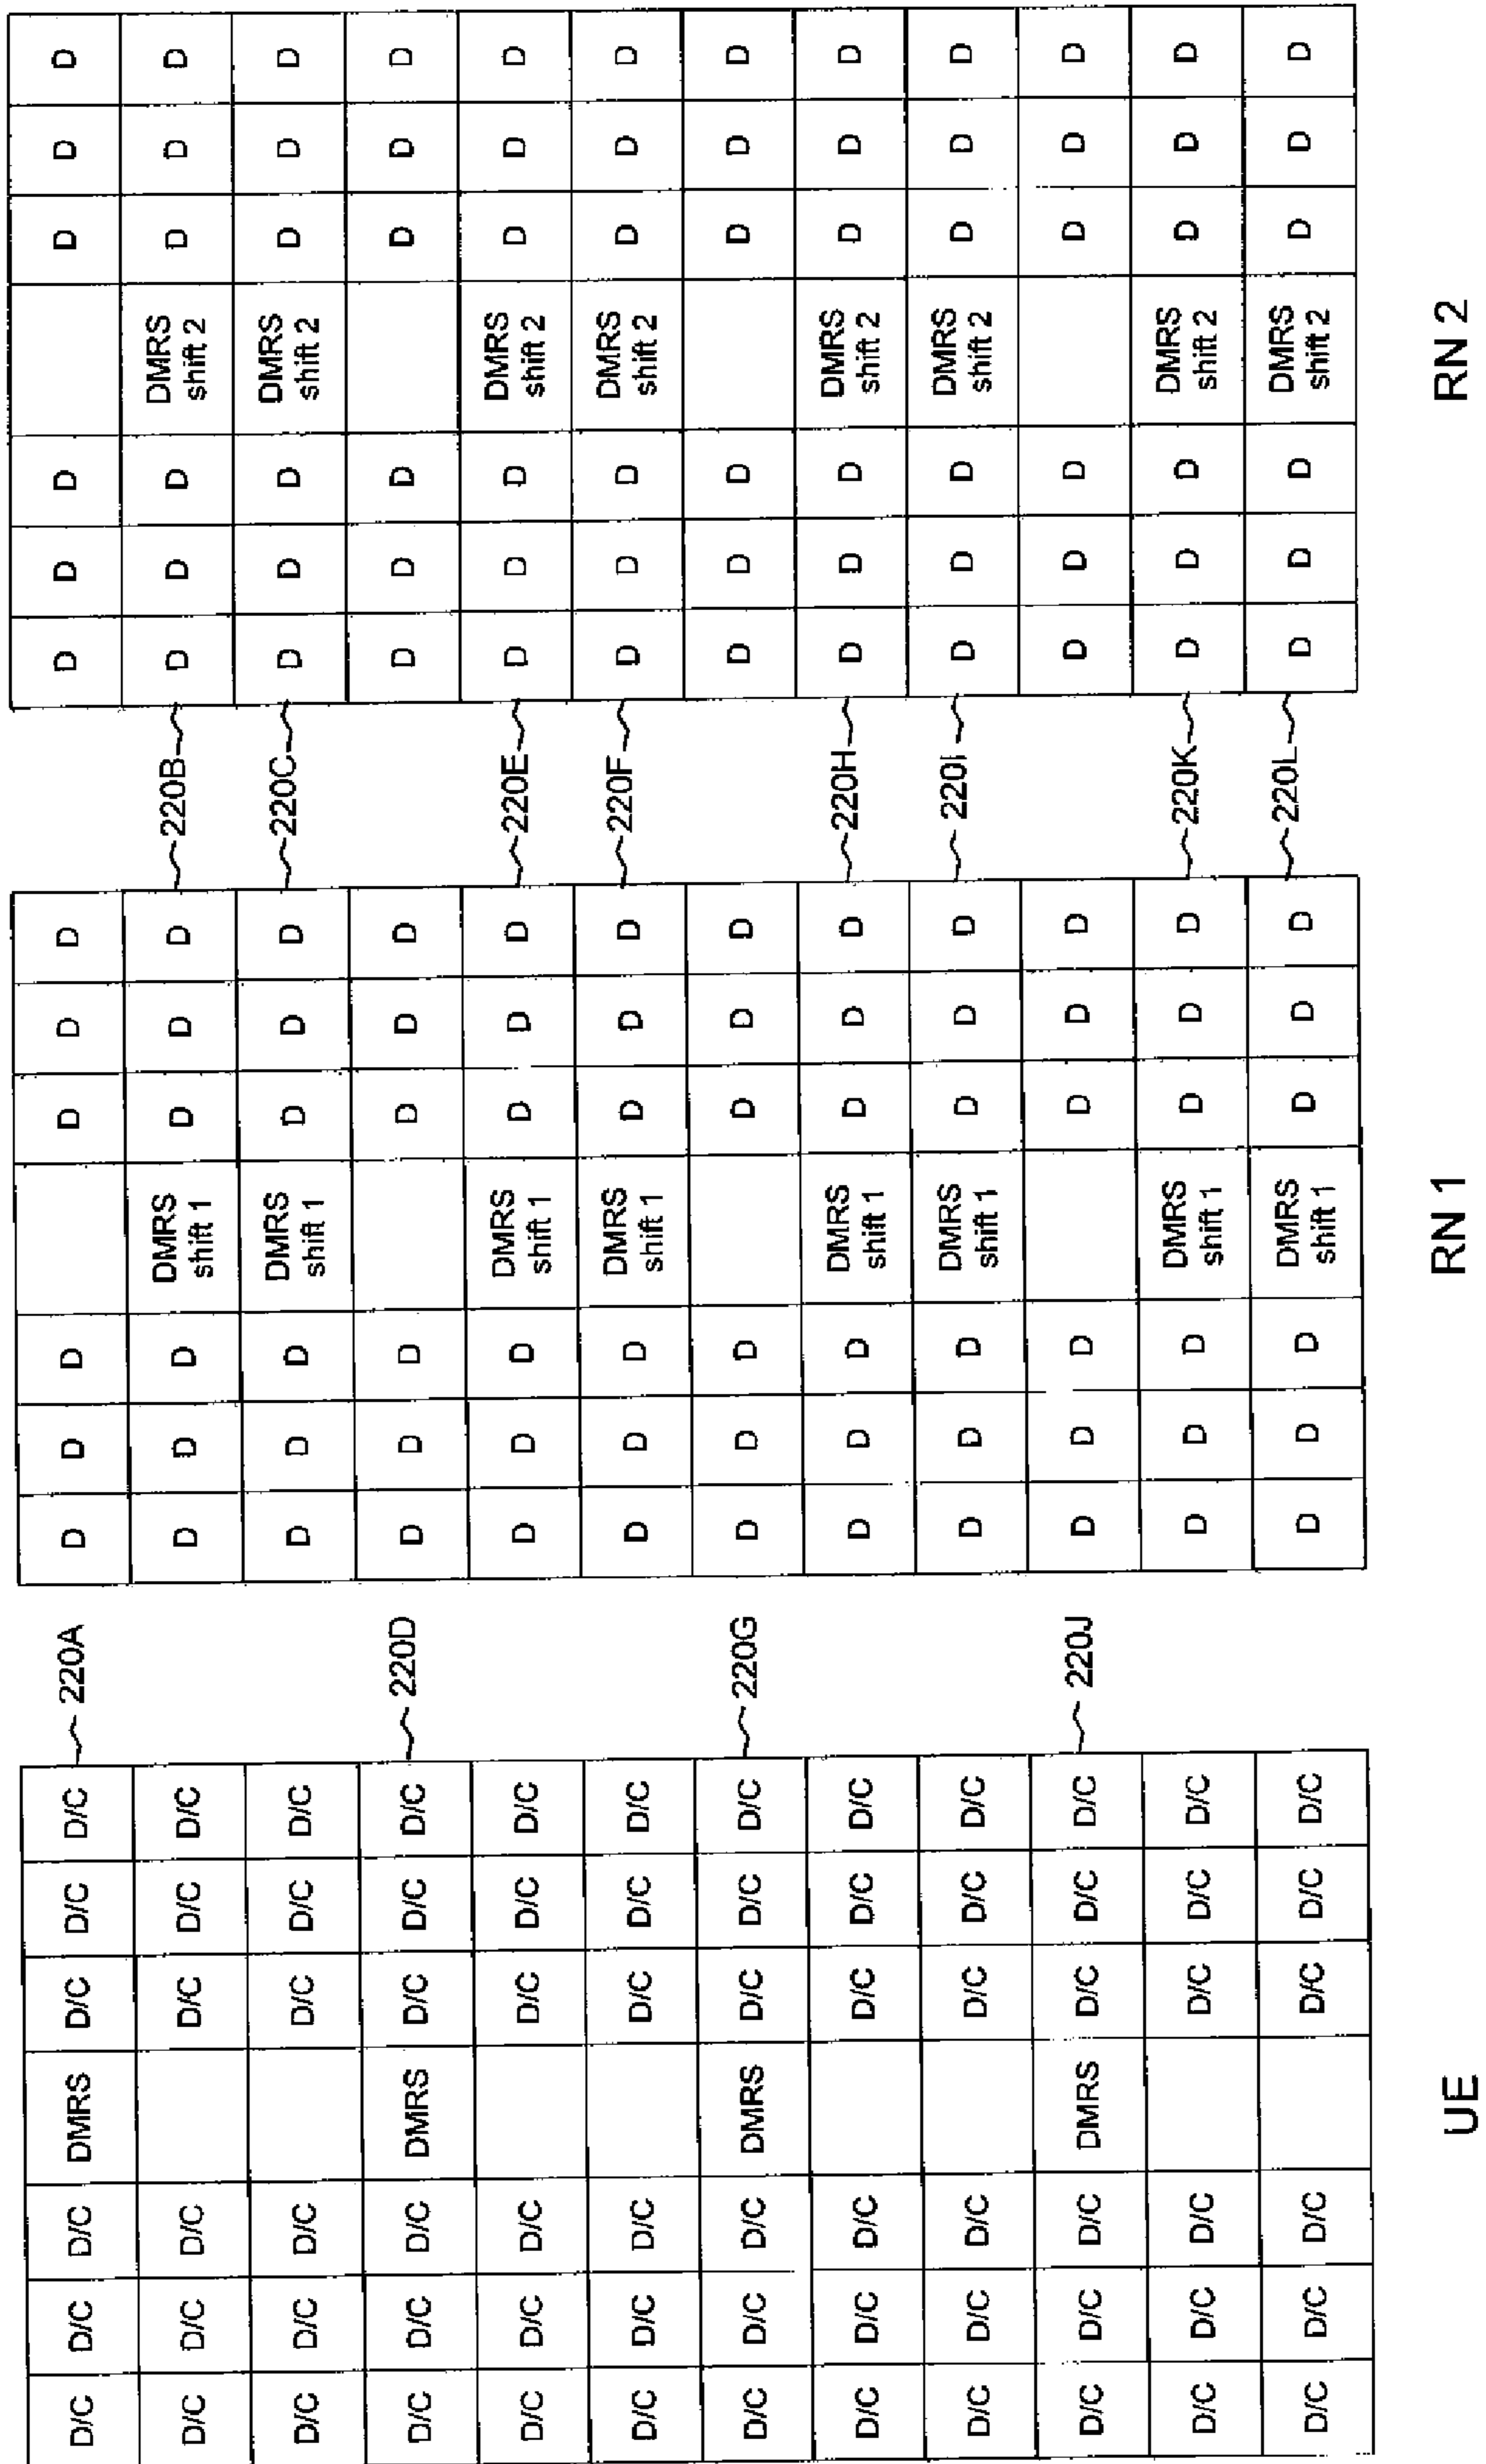 D/C D/C D/C DMRS D/C D/C D/C 220A D D D D D D D D D D D D
D/C D/C D/C D/C D/C D/C D D D DMRS D D D 220B D D D DMRS D D D
shift 1 shift 2
D/C D/C D/C D/C D/C D/C D D D DMRS D D D 220C D D D DMRS D D D
shift 1 shift 2
D/C D/C D/C DMRS D/C D/C D/C 220D D D D D D D D D D D D D
D/C D/C D/C D/C D/C D/C D D D DMRS D D D 220E D D D DMRS D D D
shift 1 shift 2
D/C D/C D/C D/C D/C D/C D D D DMRS D D D 220F D D D DMRS D D D
shift 1 shift 2
D/C D/C D/C DMRS D/C D/C D/C 220G D D D D D D D D D D D D
D/C D/C D/C D/C D/C D/C D D D DMRS D D D 220H D D D DMRS D D D
shift 1 shift 2
D/C D/C D/C D/C D/C D/C D D D DMRS D D D 220I D D D DMRS D D D
shift 1 shift 2
D/C D/C D/C DMRS D/C D/C D/C 220J D D D D D D D D D D D D
D/C D/C D/C D/C D/C D/C D D D DMRS D D D 220K D D D DMRS D D D
shift 1 shift 2
D/C D/C D/C D/C D/C D/C D D D DMRS D D D 220L D D D DMRS D D D
shift 1 shift 2
UE RN 1 RN 2